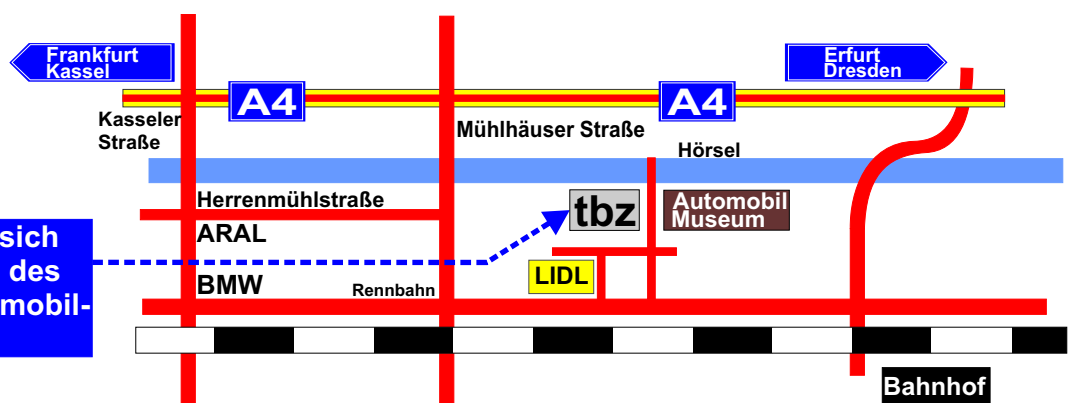 Frankfurt
Kassel
Erfurt
Dresden
A4
A4
Kasseler
Straße
Mühlhäuser Straße
Hörsel
Herrenmühlstraße
tbz
Automobil
Museum
ARAL
sich
des
mobil-
LIDL
BMW
Rennbahn
Bahnhof